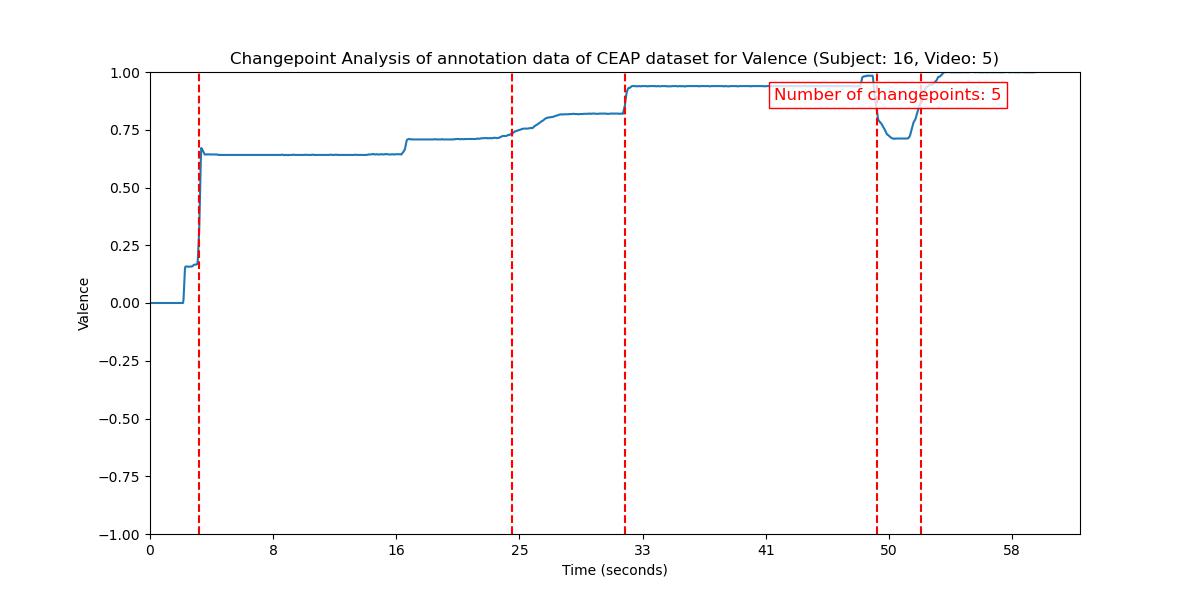 Changepoint Analysis of annotation data of CEAP dataset for Valence (Subject: 16, Video: 5)
Number of changepoints: 5
Valence
1.00
0.75
0.50
0.25
0.00
−0.25
−0.50
−0.75
−1.00
0 8 16 25 33 41 50 58
Time (seconds)